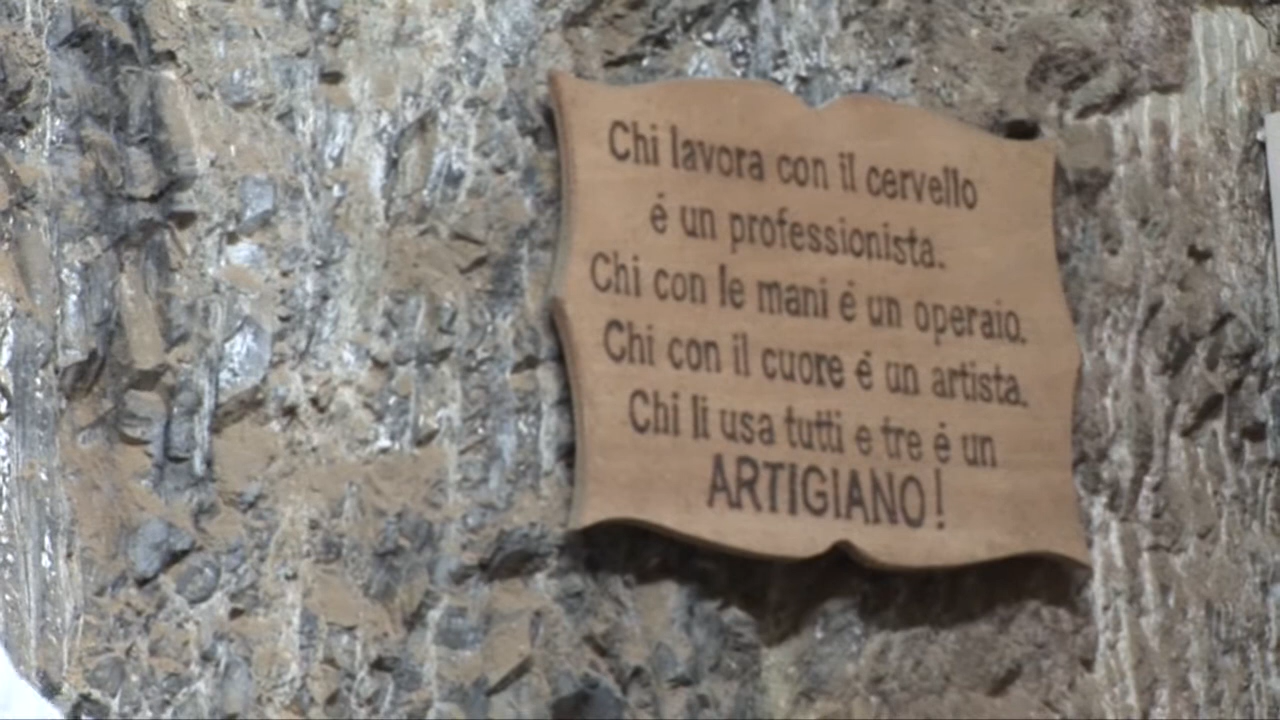 Chi lavora con il cervello
é un professionista.
Chi con le mani é un operaio.
Chi con il cuore é un artista.
Chi li usa tutti e tre é un
ARTIGIANO!